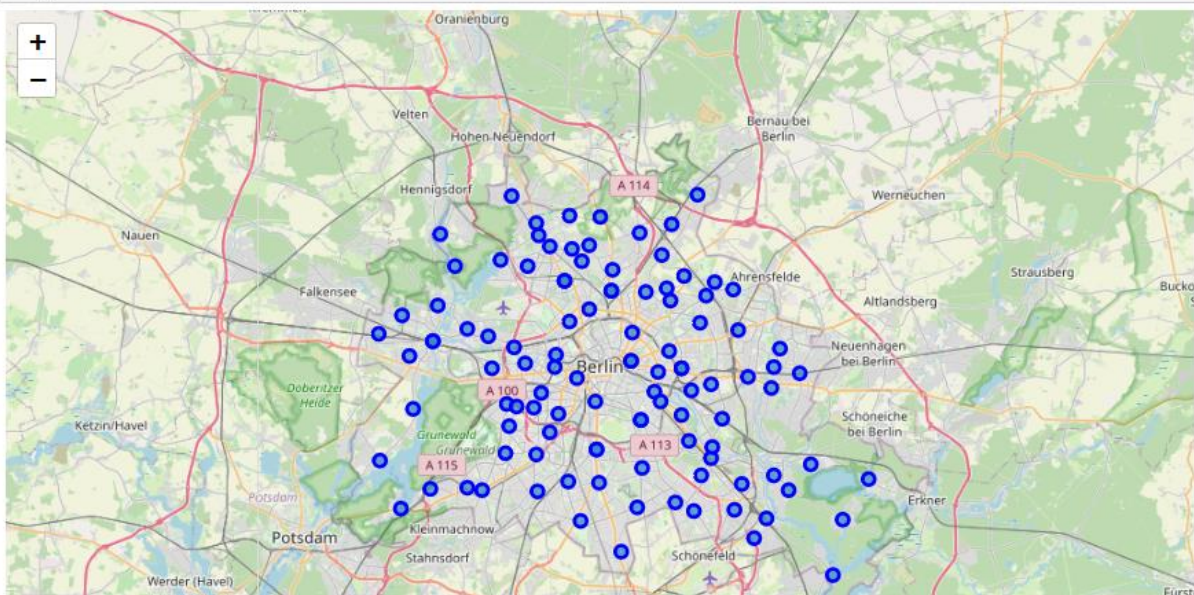 Oranienburg
+
−
Velten
Hohen Neuendorf
Bernau bei
Berlin
A 114
Hennigsdorf
Werneuchen
Nauen
Falkensee
Ahrensfelde
Strausberg
Altlandsberg
Berlin
Neuenhagen
bei Berlin
Döberitzer
Heide
A 100
Ketzin/Havel
Schöneiche
bei Berlin
Grunewald
Grunewald
A 113
A 115
Potsdam
Erkner
Kleinmachnow
Potsdam
Stahnsdorf
Schönefeld
Werder (Havel)